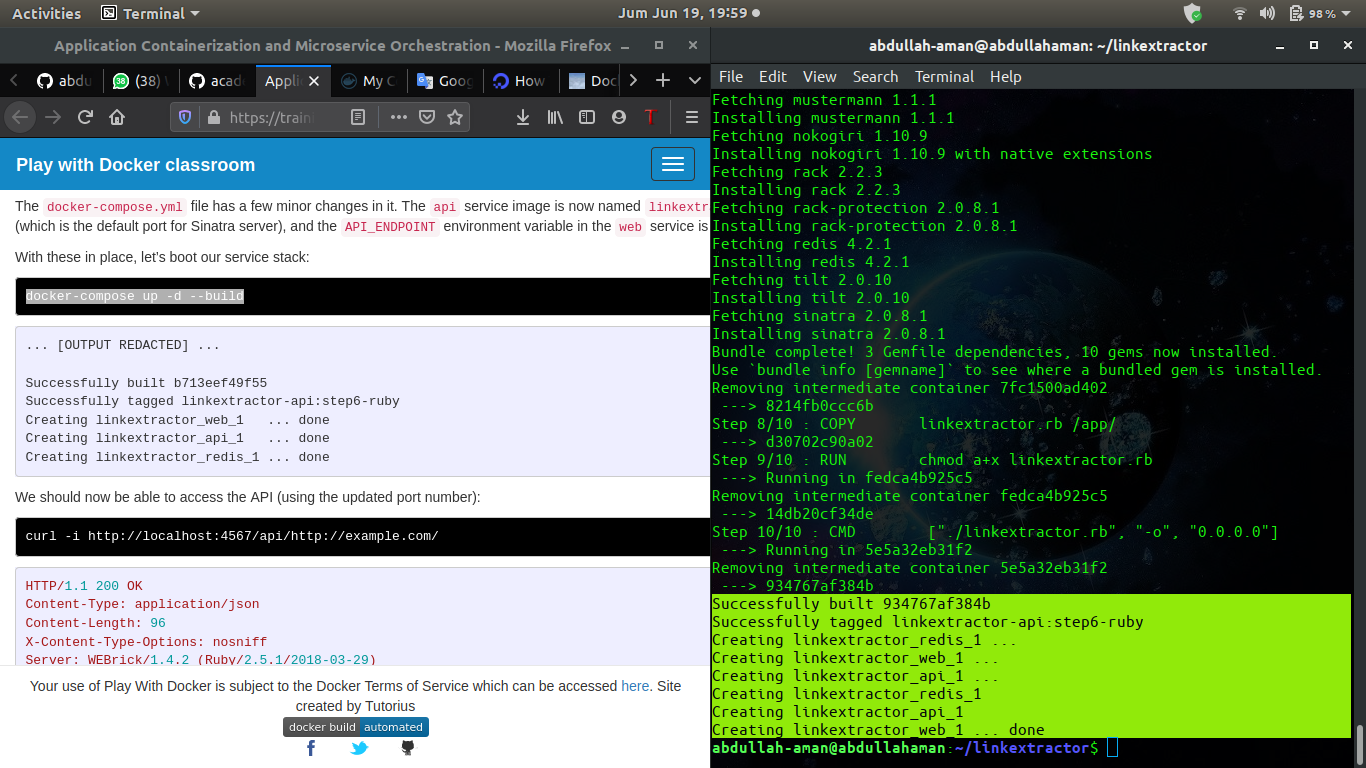 Activities
Terminal
Jum Jun 19, 19:59
98 %
Application Containerization and Microservice Orchestration - Mozilla Firefox
abdullah-aman@abdullahaman: ~/linkextractor
abdu
(38)
acade
Applic
My C
Goog
How
Doc
File Edit View Search Terminal Help
https://traini
Play with Docker classroom
The docker-compose.yml file has a few minor changes in it. The api service image is now named linkextr
(which is the default port for Sinatra server), and the API_ENDPOINT environment variable in the web service is
With these in place, let's boot our service stack:
docker-compose up -d --build
... [OUTPUT REDACTED] ...
Successfully built b713eef49f55
Successfully tagged linkextractor-api:step6-ruby
Creating linkextractor_web_1 ... done
Creating linkextractor_api_1 ... done
Creating linkextractor_redis_1 ... done
We should now be able to access the API (using the updated port number):
curl -i http://localhost:4567/api/http://example.com/
HTTP/1.1 200 OK
Content-Type: application/json
Content-Length: 96
X-Content-Type-Options: nosniff
Server: WEBrick/1.4.2 (Ruby/2.5.1/2018-03-29)
Your use of Play With Docker is subject to the Docker Terms of Service which can be accessed here. Site
created by Tutorius
docker build automated
Fetching mustermann 1.1.1
Installing mustermann 1.1.1
Fetching nokogiri 1.10.9
Installing nokogiri 1.10.9 with native extensions
Fetching rack 2.2.3
Installing rack 2.2.3
Fetching rack-protection 2.0.8.1
Installing rack-protection 2.0.8.1
Fetching redis 4.2.1
Installing redis 4.2.1
Fetching tilt 2.0.10
Installing tilt 2.0.10
Fetching sinatra 2.0.8.1
Installing sinatra 2.0.8.1
Bundle complete! 3 Gemfile dependencies, 10 gems now installed.
Use `bundle info [gemname]` to see where a bundled gem is installed.
Removing intermediate container 7fc1500ad402
---> 8214fb0ccc6b
Step 8/10 : COPY linkextractor.rb /app/
---> d30702c90a02
Step 9/10 : RUN chmod a+x linkextractor.rb
---> Running in fedca4b925c5
Removing intermediate container fedca4b925c5
---> 14db20cf34de
Step 10/10 : CMD ["./linkextractor.rb", "-o", "0.0.0.0"]
---> Running in 5e5a32eb31f2
Removing intermediate container 5e5a32eb31f2
---> 934767af384b
Successfully built 934767af384b
Successfully tagged linkextractor-api:step6-ruby
Creating linkextractor_redis_1 ...
Creating linkextractor_web_1 ...
Creating linkextractor_api_1 ...
Creating linkextractor_redis_1
Creating linkextractor_api_1
Creating linkextractor_web_1 ... done
abdullah-aman@abdullahaman:~/linkextractor$